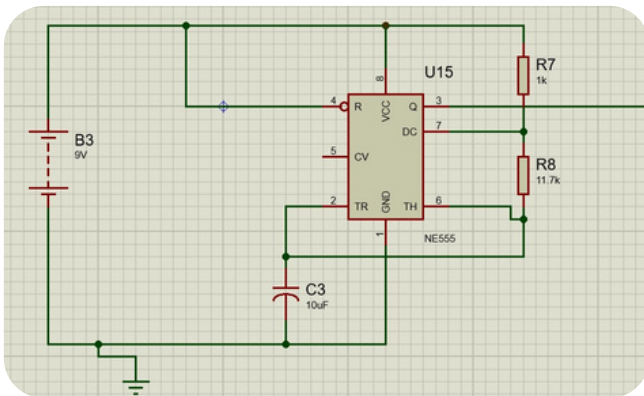 B3
9V
U15
4
R
8
VCC
Q
3
DC
7
5
CV
2
TR
GND
1
TH
6
NE555
R7
1k
R8
11.7k
C3
10uF